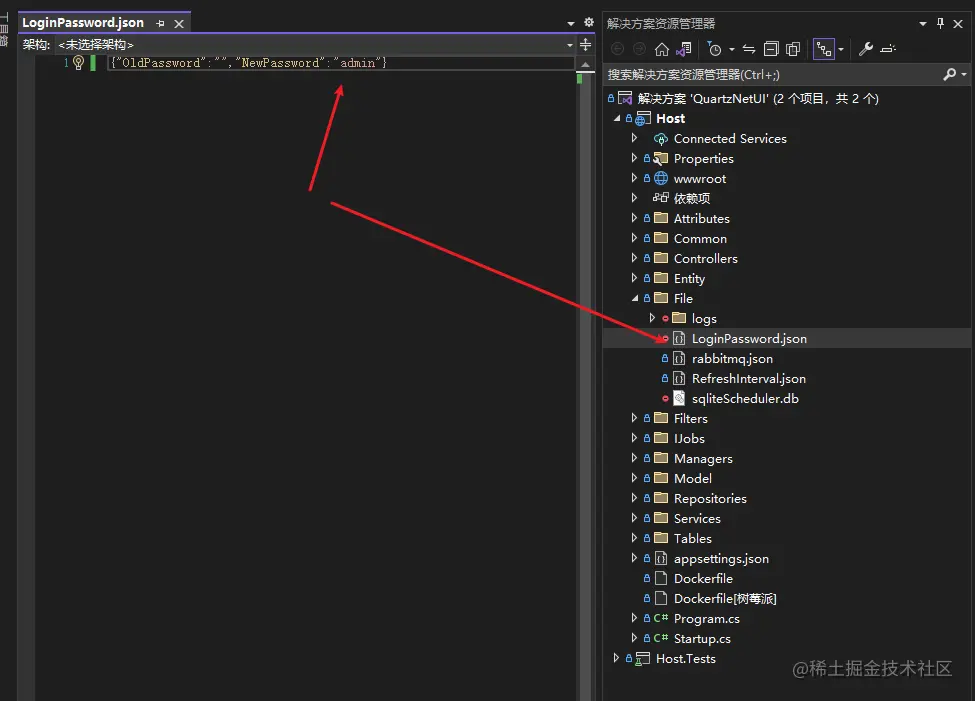 LoginPassword.json
架构: <未选择架构>
1 {"OldPassword":"","NewPassword":"admin"}
解决方案资源管理器
搜索解决方案资源管理器(Ctrl+;)
解决方案 'QuartzNetUI' (2 个项目，共 2 个)
Host
Connected Services
Properties
wwwroot
依赖项
Attributes
Common
Controllers
Entity
File
logs
LoginPassword.json
rabbitmq.json
RefreshInterval.json
sqliteScheduler.db
Filters
IJobs
Managers
Model
Repositories
Services
Tables
appsettings.json
Dockerfile
Dockerfile[树莓派]
C# Program.cs
C# Startup.cs
Host.Tests
@稀土掘金技术社区